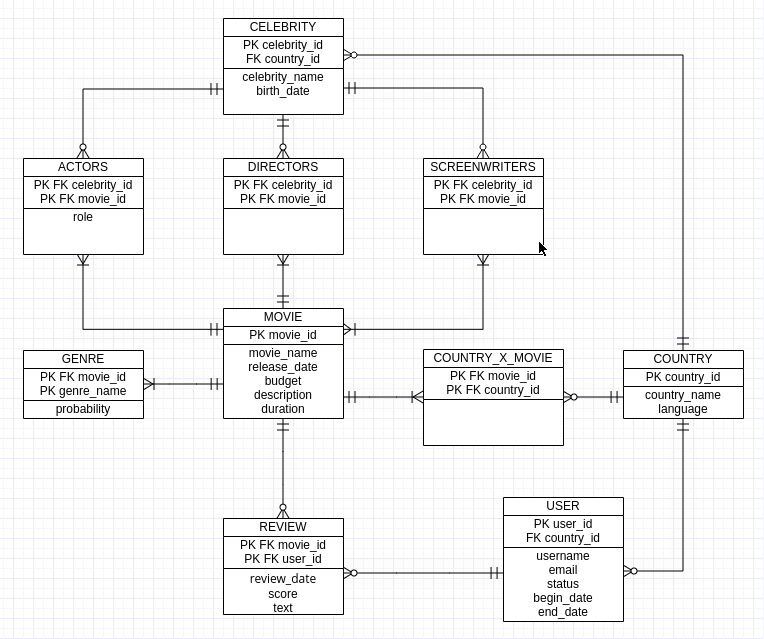 CELEBRITY
PK celebrity_id
FK country_id
celebrity_name
birth_date
ACTORS
PK FK celebrity_id
PK FK movie_id
role
DIRECTORS
PK FK celebrity_id
PK FK movie_id
SCREENWRITERS
PK FK celebrity_id
PK FK movie_id
MOVIE
PK movie_id
movie_name
release_date
budget
description
duration
GENRE
PK FK movie_id
PK genre_name
probability
COUNTRY_X_MOVIE
PK FK movie_id
PK FK country_id
COUNTRY
PK country_id
country_name
language
REVIEW
PK FK movie_id
PK FK user_id
review_date
score
text
USER
PK user_id
FK country_id
username
email
status
begin_date
end_date